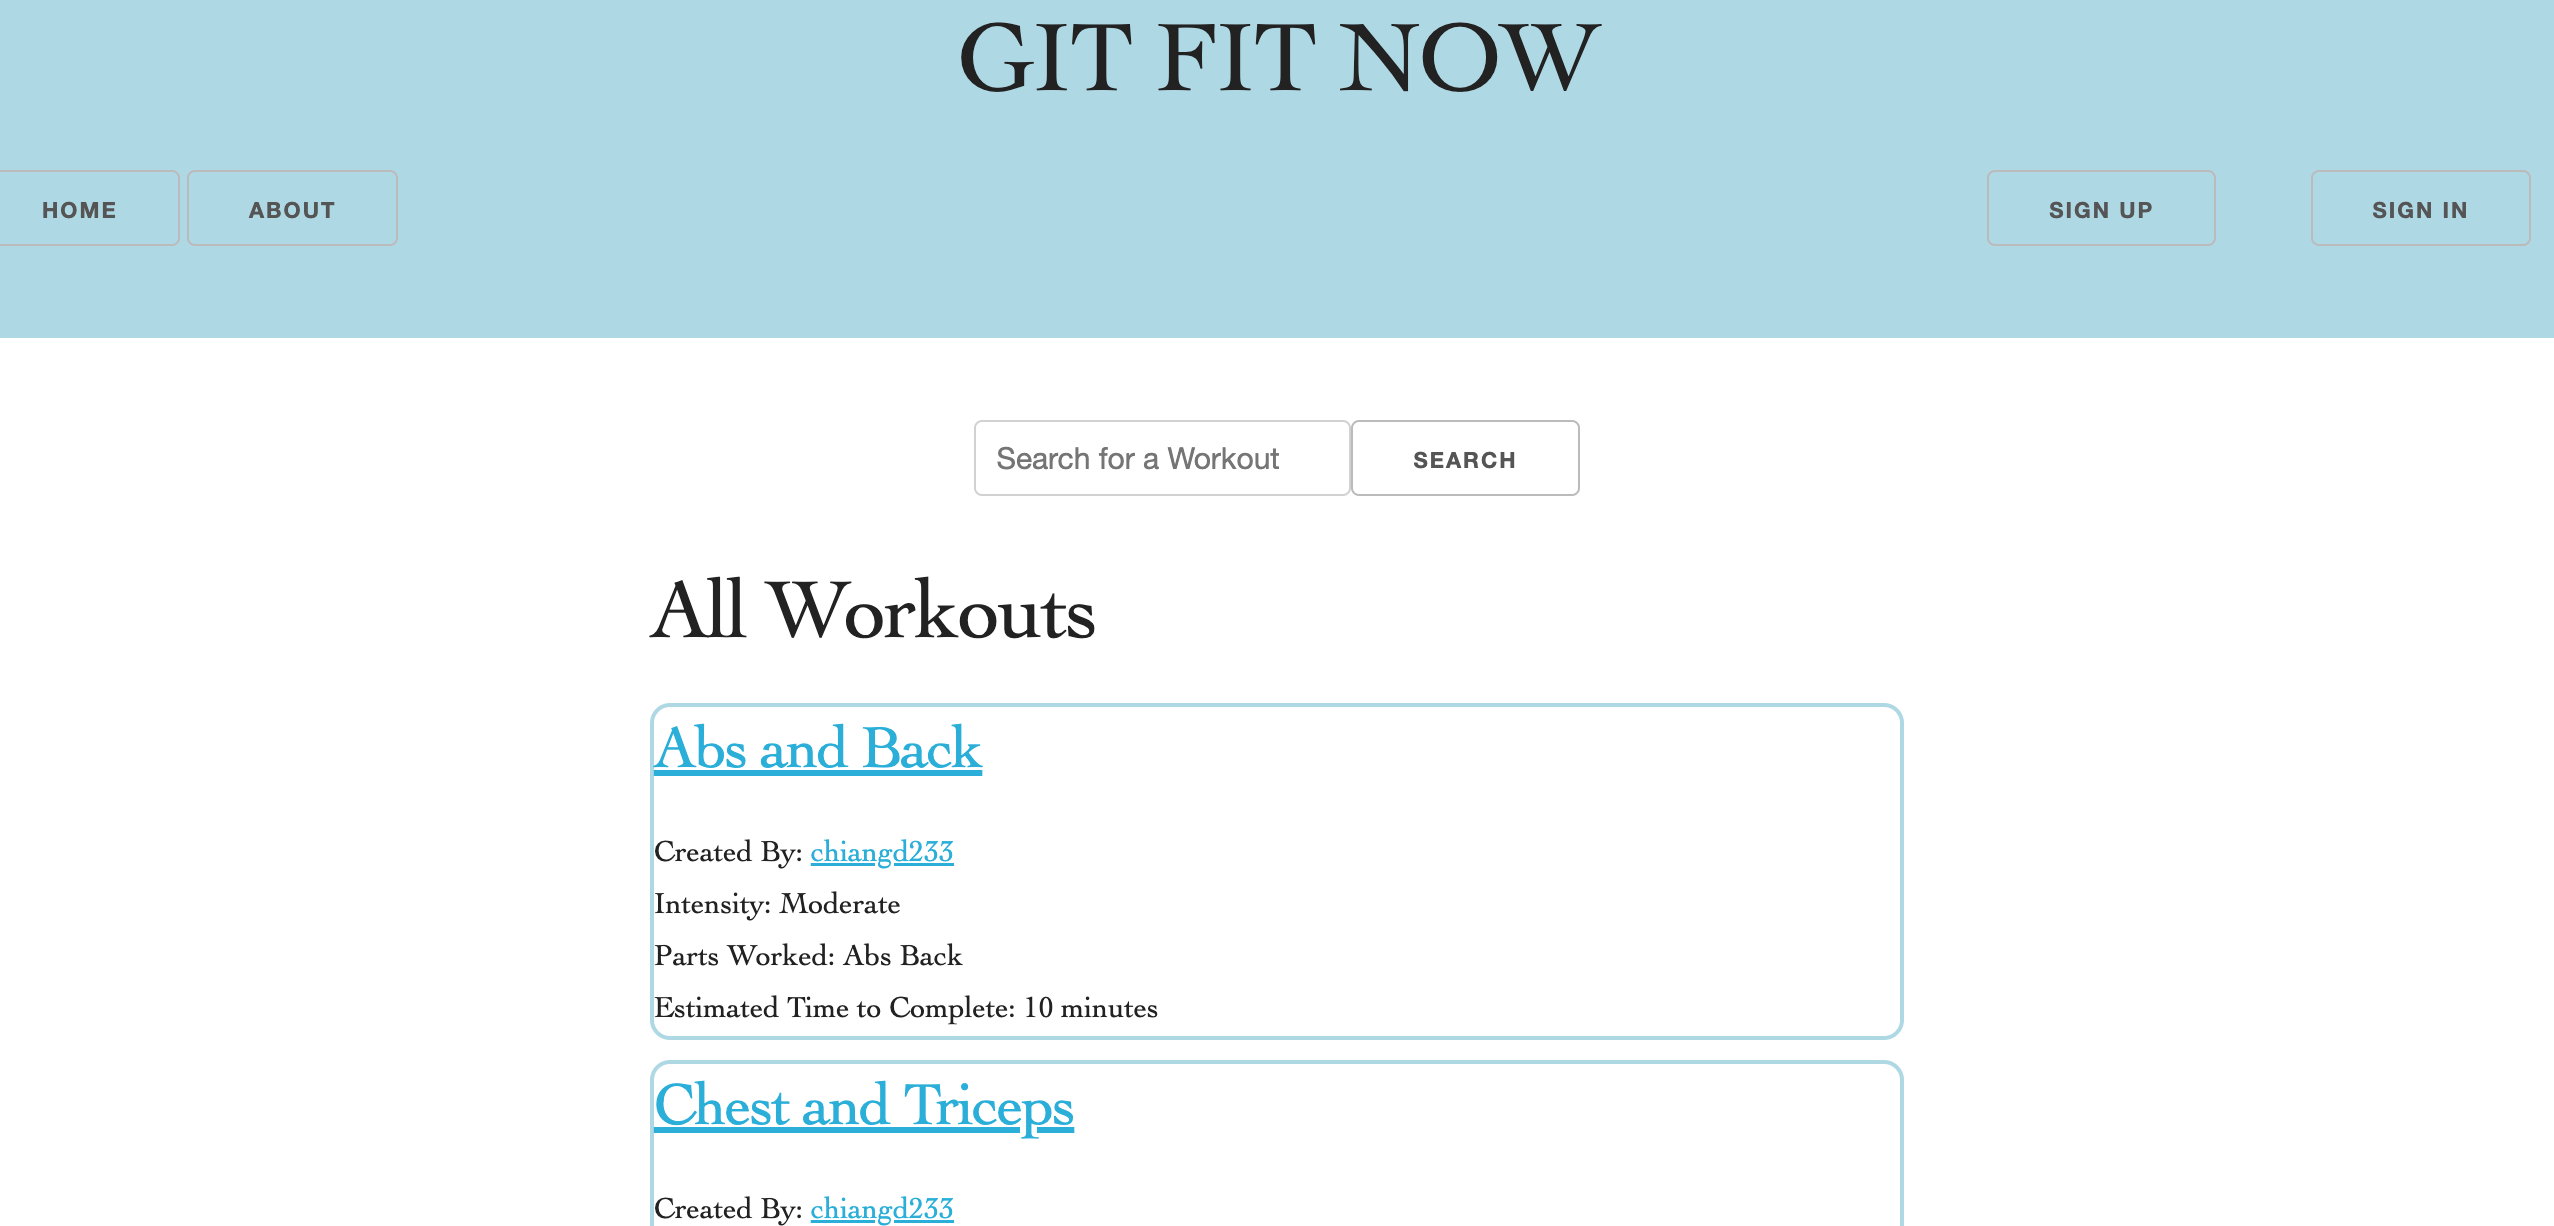 GIT FIT NOW
HOME ABOUT SIGN UP SIGN IN
Search for a Workout SEARCH
All Workouts
Abs and Back
Created By: chiangd233
Intensity: Moderate
Parts Worked: Abs Back
Estimated Time to Complete: 10 minutes
Chest and Triceps
Created By: chiangd233